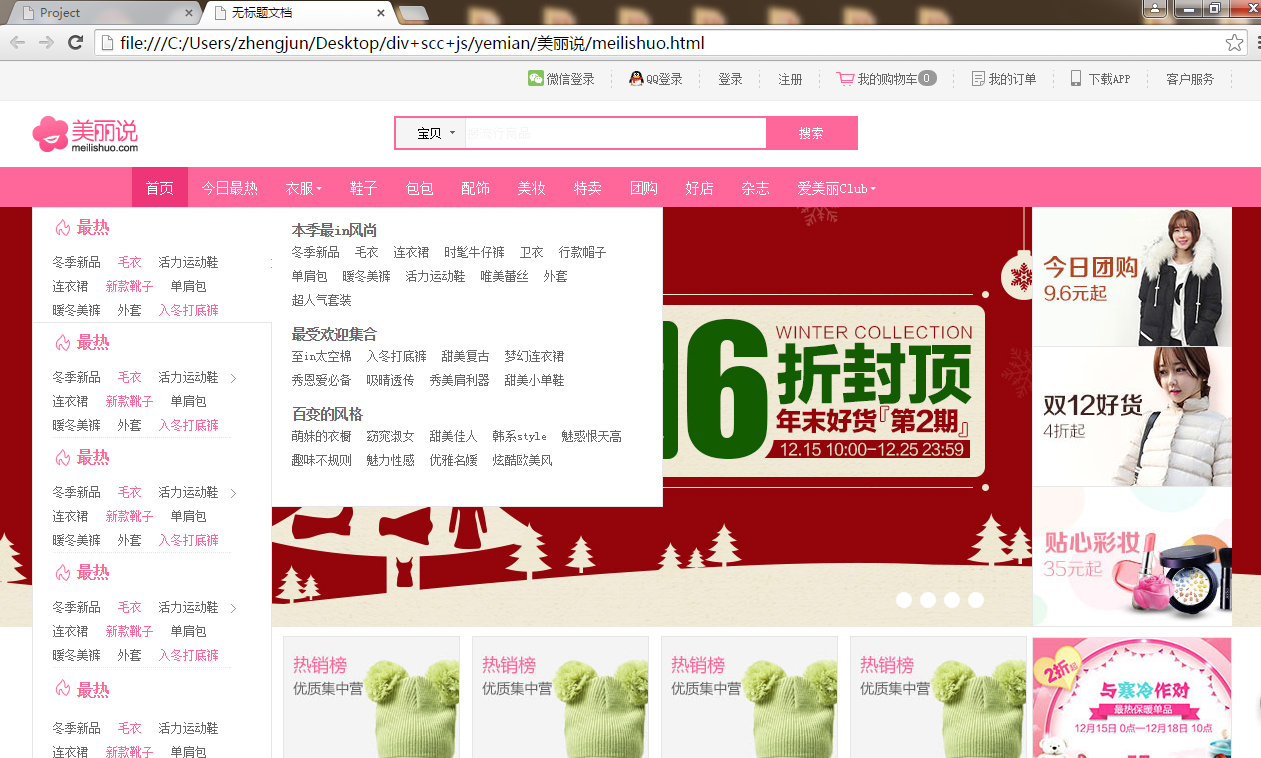 Project
无标题文档
file:///C:/Users/zhengjun/Desktop/div+scc+js/yemian/美丽说/meilishuo.html
微信登录 QQ登录 登录 注册 我的购物车 0 我的订单 下载APP 客户服务
美丽说
meilishuo.com
宝贝 搜流行商品 搜索
首页 今日最热 衣服 鞋子 包包 配饰 美妆 特卖 团购 好店 杂志 爱美丽Club
最热
冬季新品 毛衣 活力运动鞋
连衣裙 新款靴子 单肩包
暖冬美裤 外套 入冬打底裤
最热
冬季新品 毛衣 活力运动鞋
连衣裙 新款靴子 单肩包
暖冬美裤 外套 入冬打底裤
最热
冬季新品 毛衣 活力运动鞋
连衣裙 新款靴子 单肩包
暖冬美裤 外套 入冬打底裤
最热
冬季新品 毛衣 活力运动鞋
连衣裙 新款靴子 单肩包
暖冬美裤 外套 入冬打底裤
最热
冬季新品 毛衣 活力运动鞋
连衣裙 新款靴子 单肩包
本季最in风尚
冬季新品 毛衣 连衣裙 时髦牛仔裤 卫衣 行款帽子
单肩包 暖冬美裤 活力运动鞋 唯美蕾丝 外套
超人气套装
最受欢迎集合
至in太空棉 入冬打底裤 甜美复古 梦幻连衣裙
秀恩爱必备 吸晴透传 秀美肩利器 甜美小单鞋
百变的风格
萌妹的衣橱 窈窕淑女 甜美佳人 韩系style 魅惑恨天高
趣味不规则 魅力性感 优雅名媛 炫酷欧美风
16
WINTER COLLECTION
折封顶
年末好货『第2期』
12.15 10:00-12.25 23:59
今日团购
9.6元起
双12好货
4折起
贴心彩妆
35元起
热销榜
优质集中营
热销榜
优质集中营
热销榜
优质集中营
热销榜
优质集中营
2折起
与寒冷作对
最热保暖单品
12月15日 0点—12月18日 10点